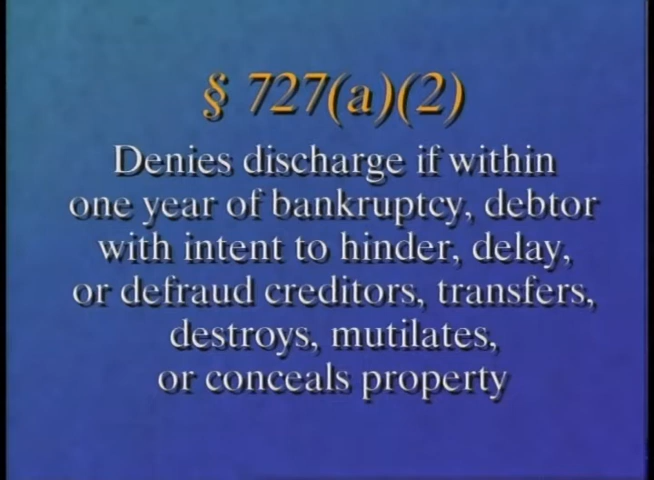 § 727(a)(2)
Denies discharge if within
one year of bankruptcy, debtor
with intent to hinder, delay,
or defraud creditors, transfers,
destroys, mutilates,
or conceals property